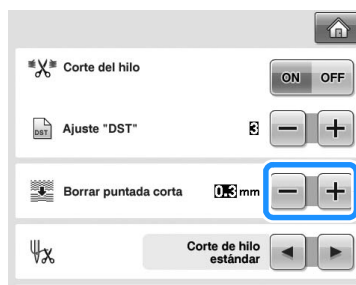 Corte del hilo
ON OFF
DST
Ajuste "DST"
3
Borrar puntada corta
0.3 mm
Corte de hilo
estándar